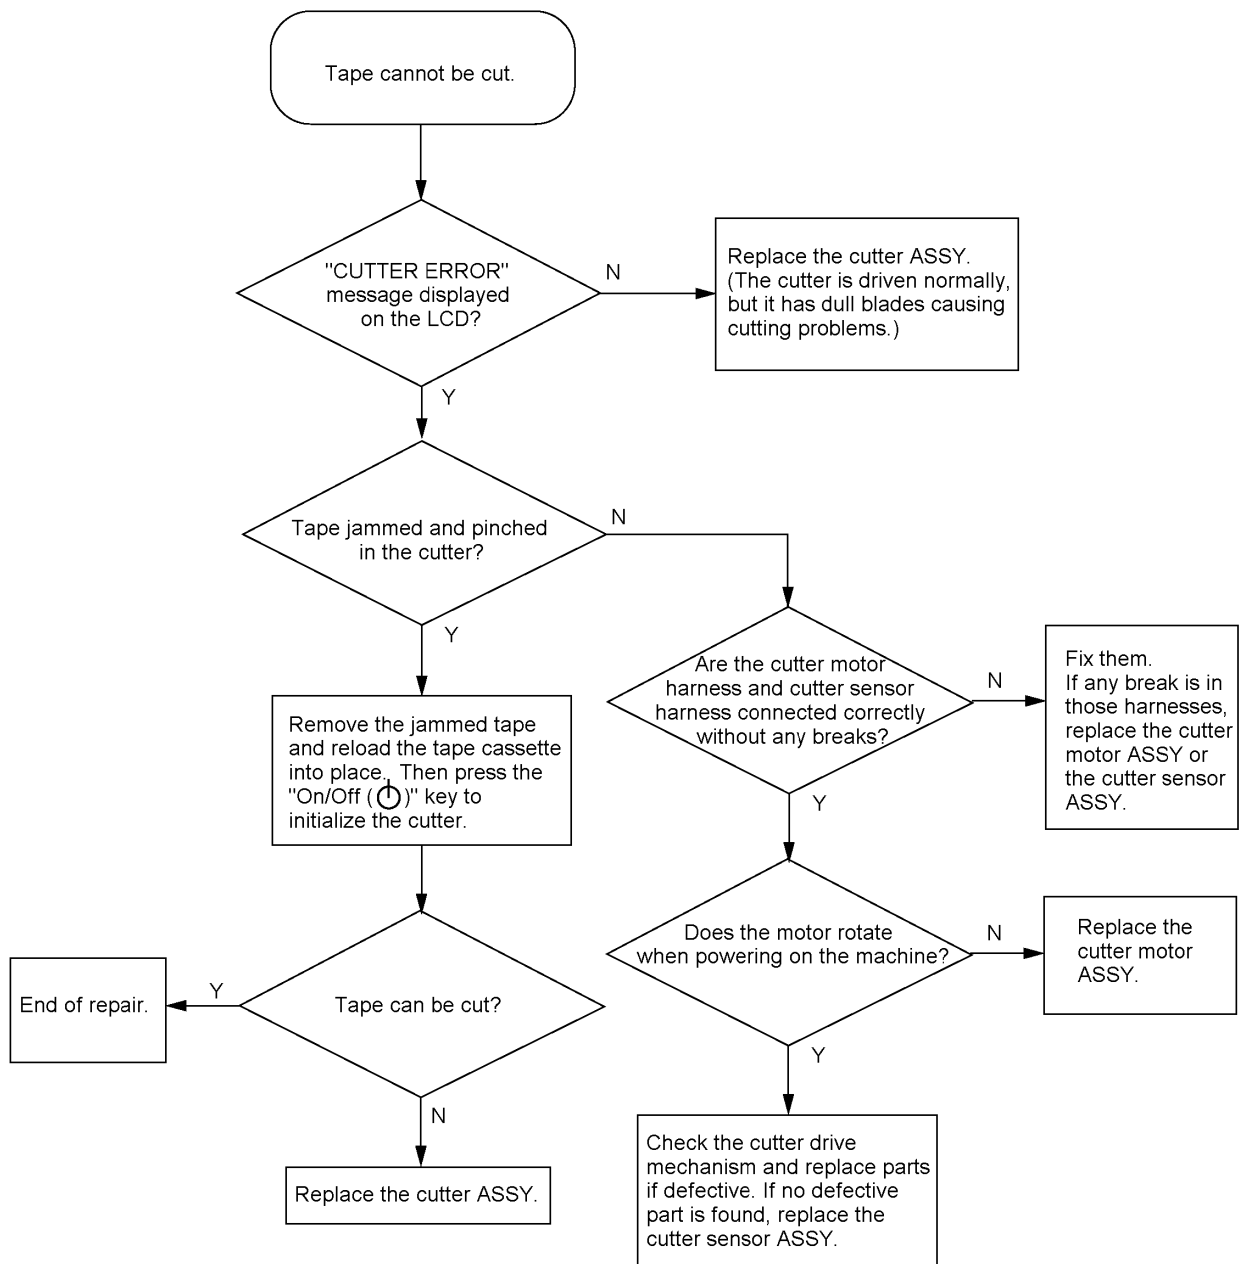 Tape cannot be cut.
"CUTTER ERROR"
message displayed
on the LCD?
N
Replace the cutter ASSY.
(The cutter is driven normally,
but it has dull blades causing
cutting problems.)
Y
Tape jammed and pinched
in the cutter?
N
Y
Are the cutter motor
harness and cutter sensor
harness connected correctly
without any breaks?
N
Fix them.
If any break is in
those harnesses,
replace the cutter
motor ASSY or
the cutter sensor
ASSY.
Y
Remove the jammed tape
and reload the tape cassette
into place. Then press the
"On/Off (⏻)" key to
initialize the cutter.
Does the motor rotate
when powering on the machine?
N
Replace the
cutter motor
ASSY.
Y
Tape can be cut?
Y
End of repair.
N
Replace the cutter ASSY.
Check the cutter drive
mechanism and replace parts
if defective. If no defective
part is found, replace the
cutter sensor ASSY.